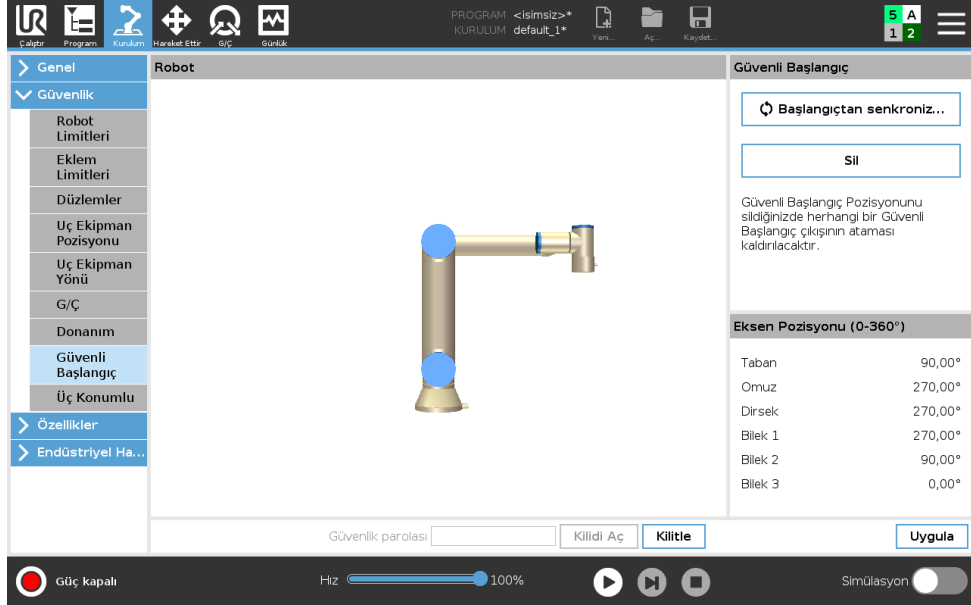 PROGRAM <isimsiz>*
KURULUM default_1*
Çalıştır
Program
Kurulum
Hareket Ettir
G/Ç
Günlük
Yeni...
Aç...
Kaydet...
5 A
1 2
Genel
Güvenlik
Robot
Limitleri
Eklem
Limitleri
Düzlemler
Uç Ekipman
Pozisyonu
Uç Ekipman
Yönü
G/Ç
Donanım
Güvenli
Başlangıç
Üç Konumlu
Özellikler
Endüstriyel Ha...
Robot
Güvenli Başlangıç
Başlangıçtan senkroniz...
Sil
Güvenli Başlangıç Pozisyonunu
sildiğinizde herhangi bir Güvenli
Başlangıç çıkışının ataması
kaldırılacaktır.
Eksen Pozisyonu (0-360°)
Taban 90,00°
Omuz 270,00°
Dirsek 270,00°
Bilek 1 270,00°
Bilek 2 90,00°
Bilek 3 0,00°
Güvenlik parolası
Kilidi Aç
Kilitle
Uygula
Güç kapalı
Hız
100%
Simülasyon